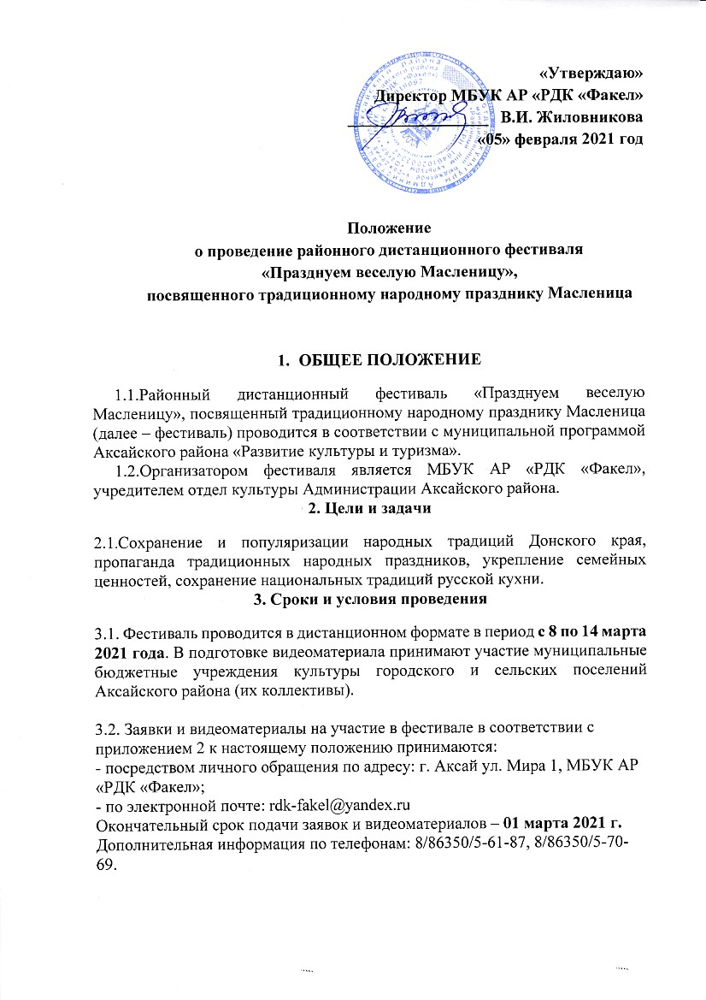 «Утверждаю»
Директор МБУК АР «РДК «Факел»
В.И. Жиловникова
«05» февраля 2021 год
Положение
о проведение районного дистанционного фестиваля
«Празднуем веселую Масленицу»,
посвященного традиционному народному празднику Масленица
1. ОБЩЕЕ ПОЛОЖЕНИЕ
1.1.Районный дистанционный фестиваль «Празднуем веселую
Масленицу», посвященный традиционному народному празднику Масленица
(далее – фестиваль) проводится в соответствии с муниципальной программой
Аксайского района «Развитие культуры и туризма».
1.2.Организатором фестиваля является МБУК АР «РДК «Факел»,
учредителем отдел культуры Администрации Аксайского района.
2. Цели и задачи
2.1.Сохранение и популяризации народных традиций Донского края,
пропаганда традиционных народных праздников, укрепление семейных
ценностей, сохранение национальных традиций русской кухни.
3. Сроки и условия проведения
3.1. Фестиваль проводится в дистанционном формате в период с 8 по 14 марта
2021 года. В подготовке видеоматериала принимают участие муниципальные
бюджетные учреждения культуры городского и сельских поселений
Аксайского района (их коллективы).
3.2. Заявки и видеоматериалы на участие в фестивале в соответствии с
приложением 2 к настоящему положению принимаются:
- посредством личного обращения по адресу: г. Аксай ул. Мира 1, МБУК АР
«РДК «Факел»;
- по электронной почте: rdk-fakel@yandex.ru
Окончательный срок подачи заявок и видеоматериалов – 01 марта 2021 г.
Дополнительная информация по телефонам: 8/86350/5-61-87, 8/86350/5-70-
69.